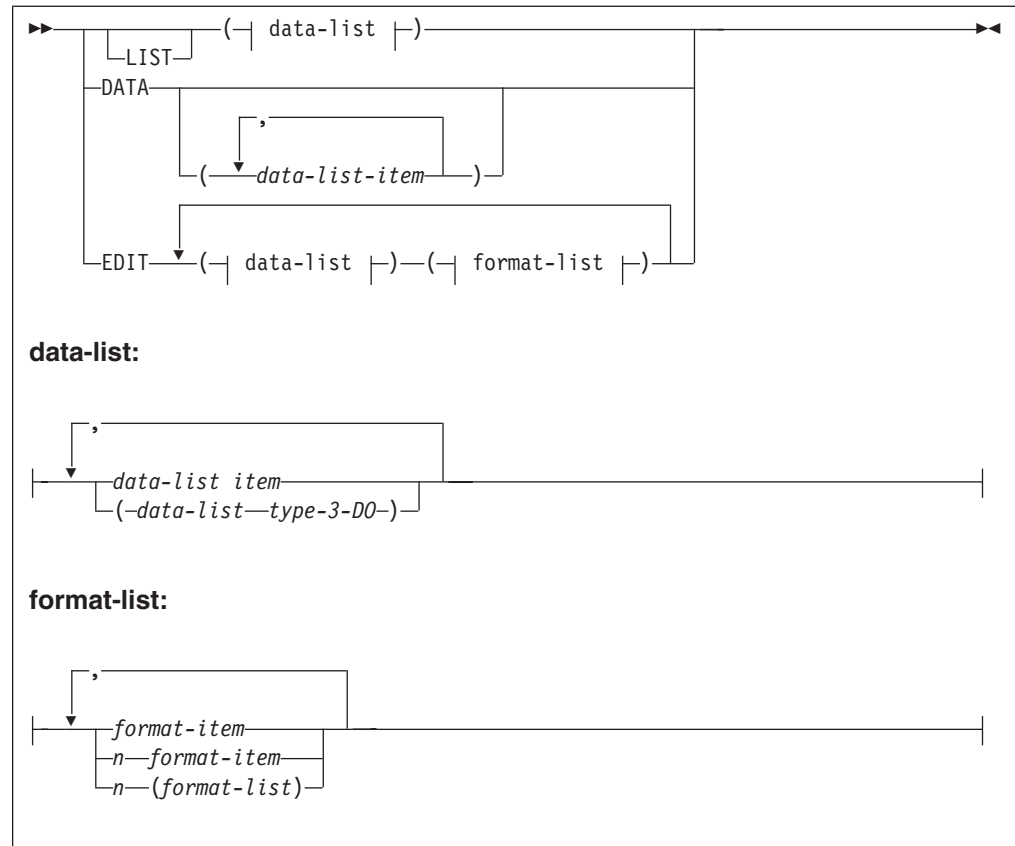 ( data-list )
LIST
DATA
,
( data-list-item )
EDIT ( data-list ) ( format-list )
data-list:
,
data-list item
( data-list type-3-DO )
format-list:
,
format-item
n format-item
n (format-list)